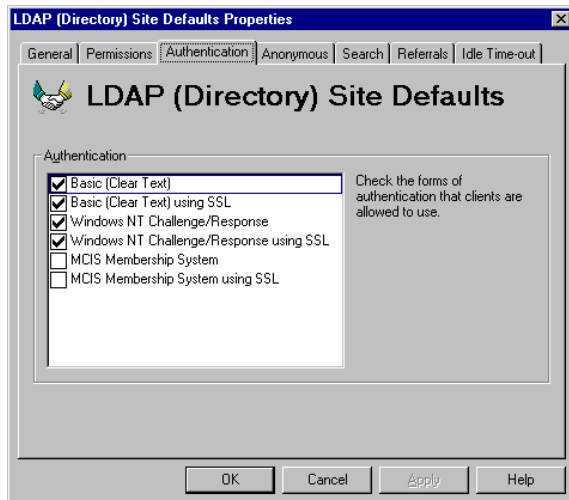 LDAP (Directory) Site Defaults Properties
General Permissions Authentication Anonymous Search Referrals Idle Time-out
LDAP (Directory) Site Defaults
Authentication
Basic (Clear Text)
Basic (Clear Text) using SSL
Windows NT Challenge/Response
Windows NT Challenge/Response using SSL
MCIS Membership System
MCIS Membership System using SSL
Check the forms of
authentication that clients are
allowed to use.
OK Cancel Apply Help